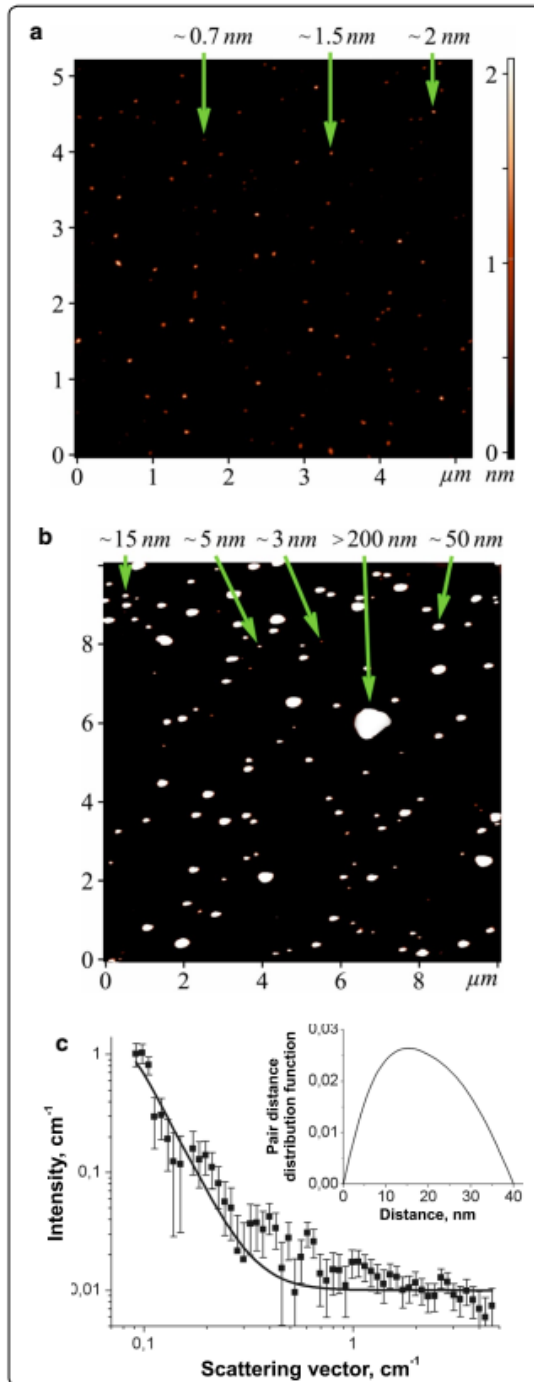 a
~ 0.7 nm ~ 1.5 nm ~ 2 nm
5
4
3
2
1
0
0 1 2 3 4 μm
2
1
0
nm
b
~15 nm ~5 nm ~3 nm >200 nm ~50 nm
8
6
4
2
0
0 2 4 6 8 μm
c
Intensity, cm⁻¹
1
0,1
0,01
0,1 1
Scattering vector, cm⁻¹
Pair distance
distribution function
0,03
0,02
0,01
0,00
0 10 20 30 40
Distance, nm